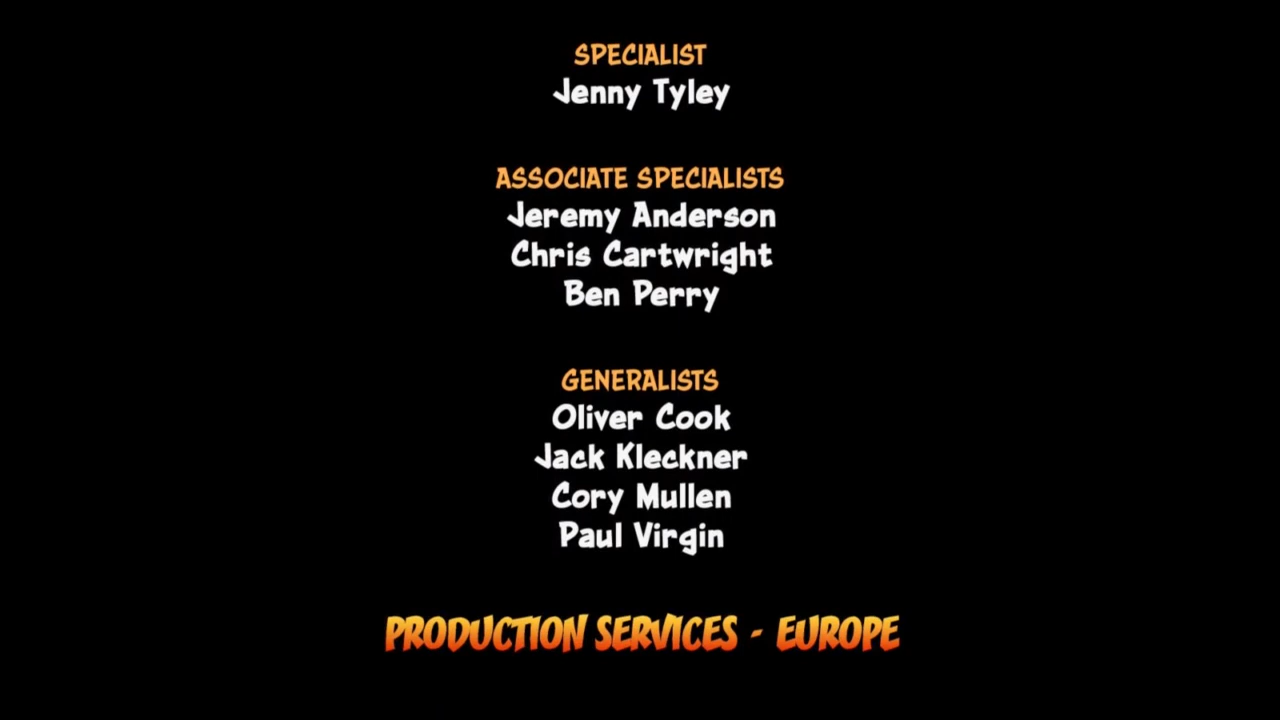 SPECIALIST
Jenny Tyley
ASSOCIATE SPECIALISTS
Jeremy Anderson
Chris Cartwright
Ben Perry
GENERALISTS
Oliver Cook
Jack Kleckner
Cory Mullen
Paul Virgin
PRODUCTION SERVICES - EUROPE